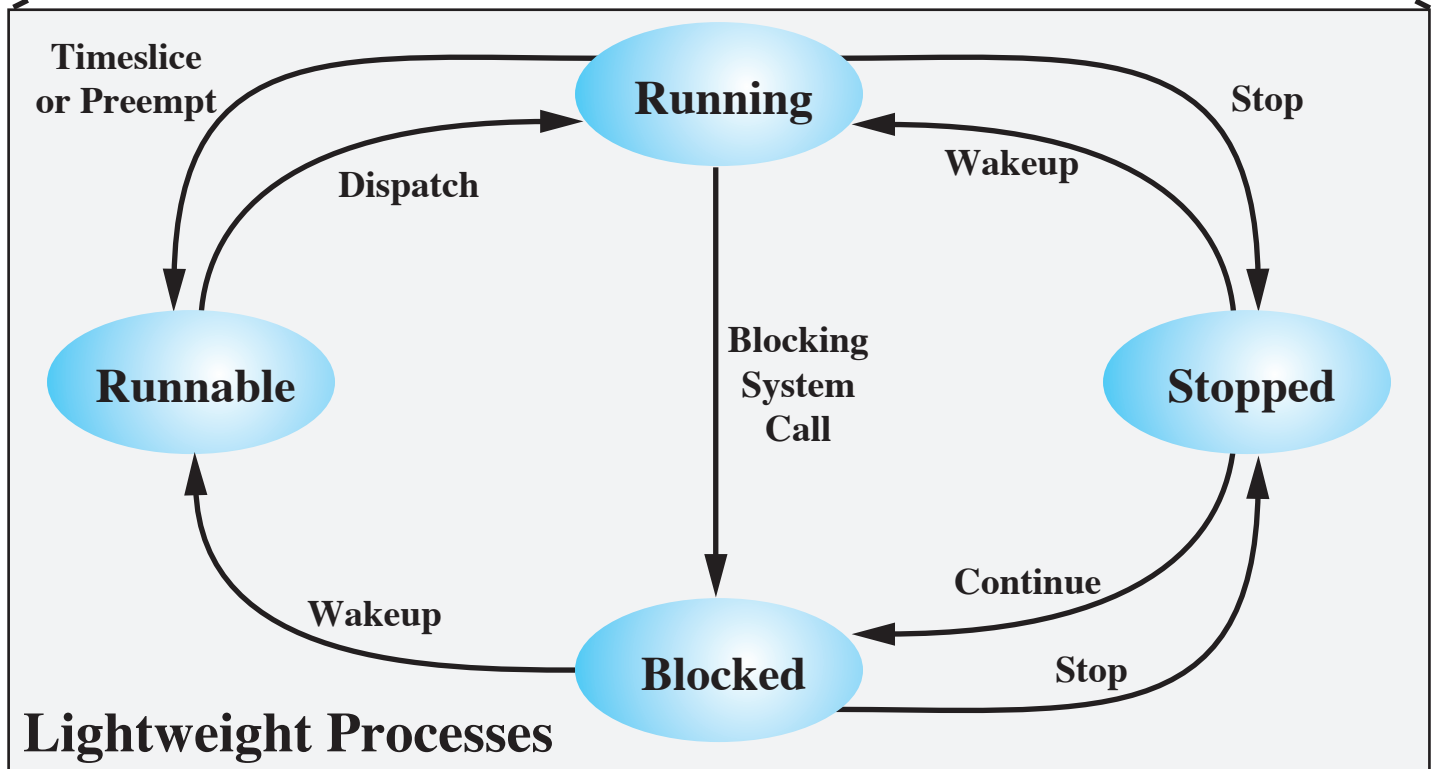 Timeslice
or Preempt
Running
Stop
Wakeup
Dispatch
Blocking
System
Call
Runnable
Stopped
Continue
Wakeup
Stop
Blocked
Lightweight Processes